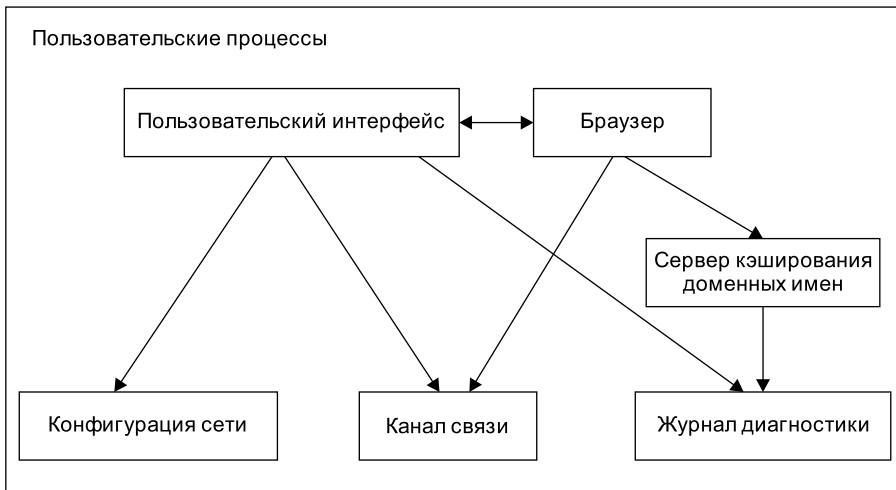 Пользовательские процессы
Пользовательский интерфейс
Браузер
Сервер кэширования
доменных имен
Конфигурация сети
Канал связи
Журнал диагностики